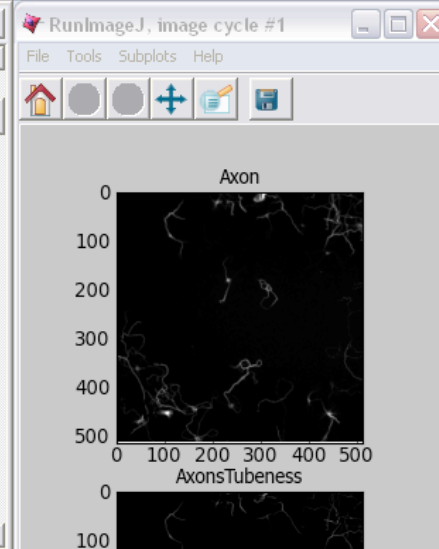 RunImageJ, image cycle #1
File Tools Subplots Help
Axon
0
100
200
300
400
500
0 100 200 300 400 500
AxonsTubeness
0
100